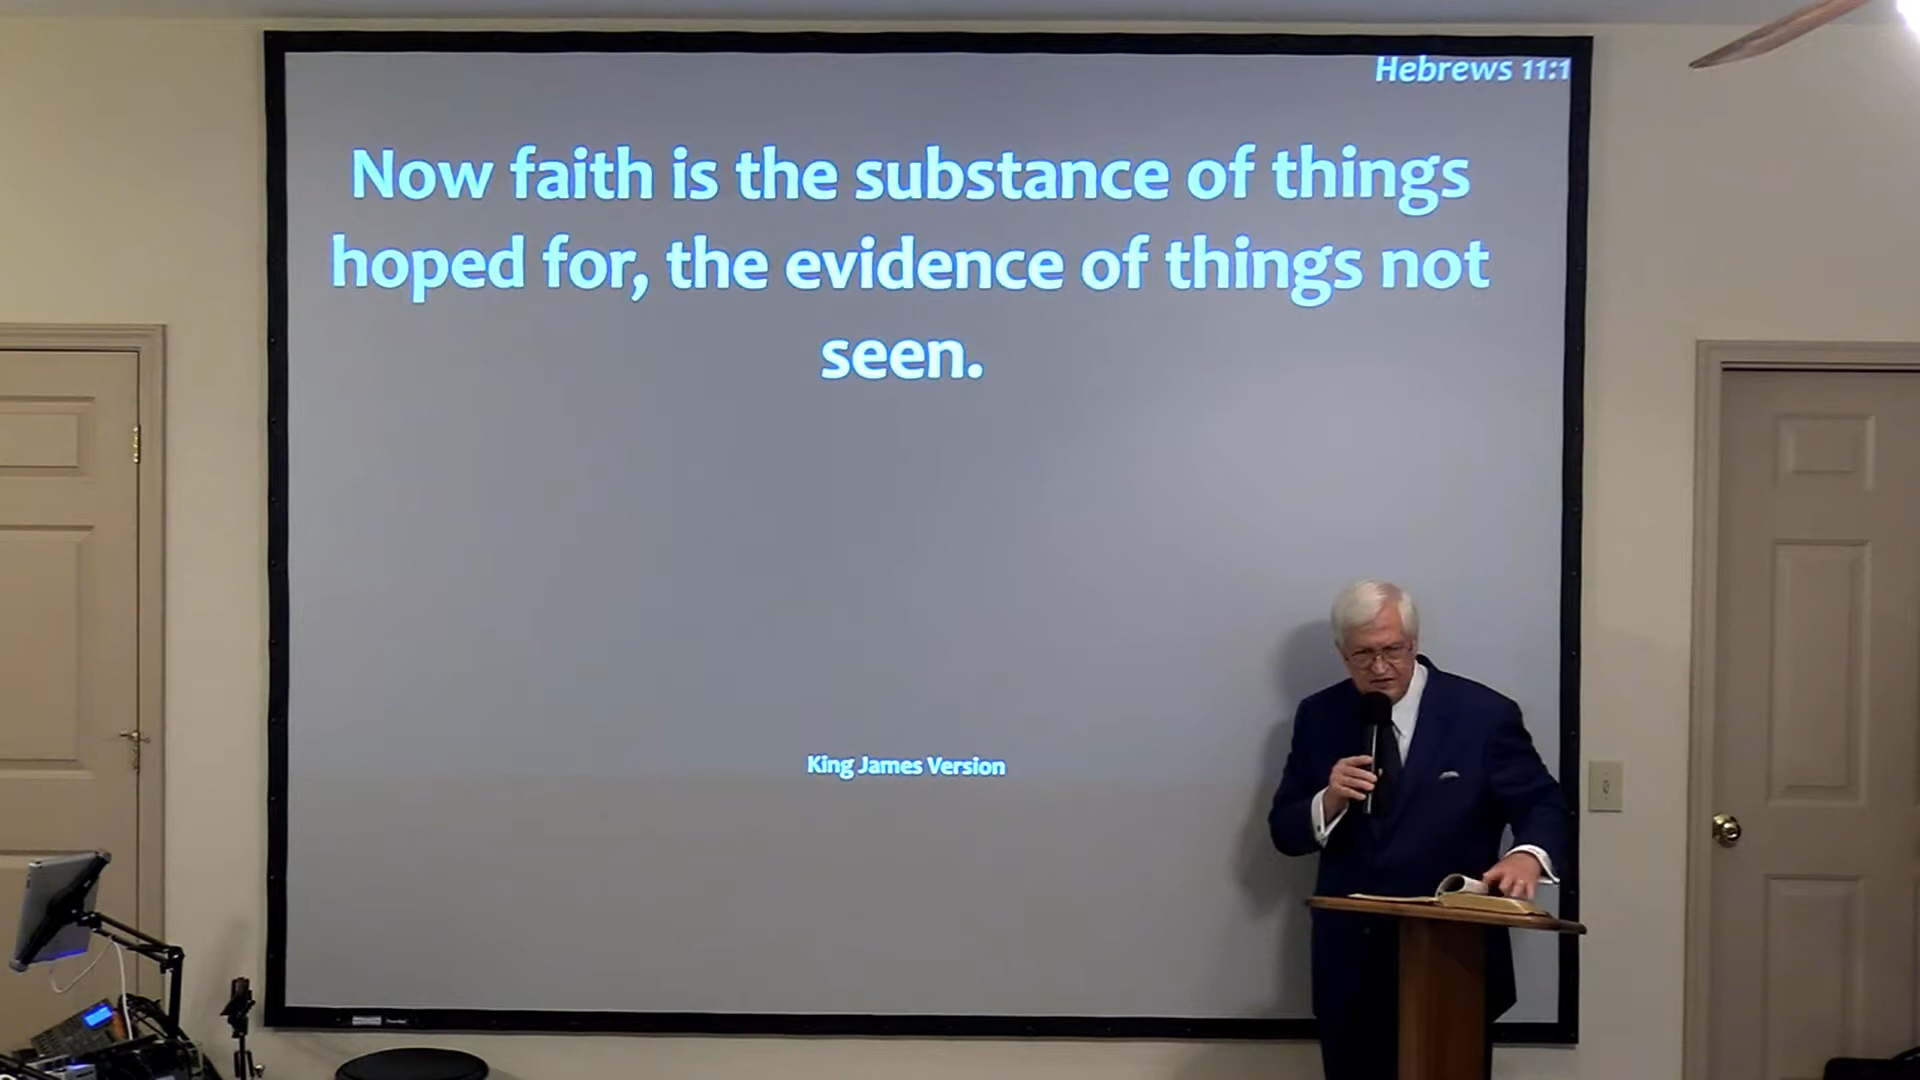 Hebrews 11:1
Now faith is the substance of things
hoped for, the evidence of things not
seen.
King James Version